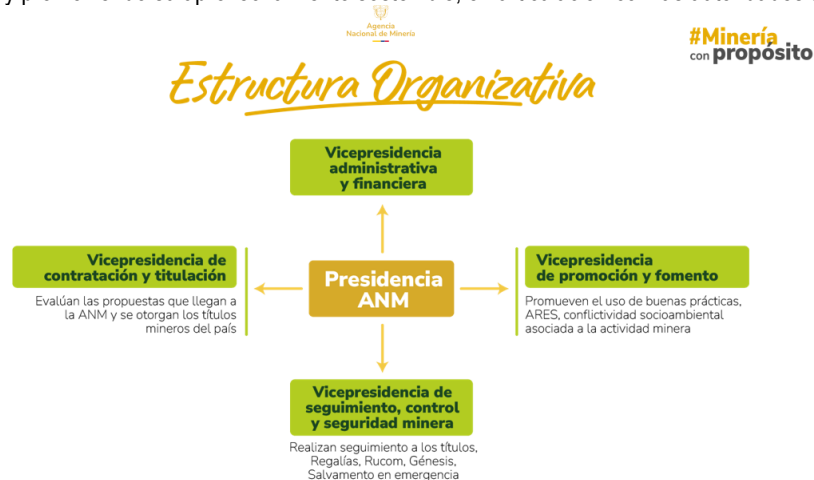 Agencia
Nacional de Minería
#Minería
con propósito
Estructura Organizativa
Vicepresidencia
administrativa
y financiera
Vicepresidencia de
contratación y titulación
Evalúan las propuestas que llegan a
la ANM y se otorgan los títulos
mineros del país
Presidencia
ANM
Vicepresidencia
de promoción y fomento
Promueven el uso de buenas prácticas,
ARES, conflictividad socioambiental
asociada a la actividad minera
Vicepresidencia de
seguimiento, control
y seguridad minera
Realizan seguimiento a los títulos,
Regalías, Rucom, Génesis,
Salvamento en emergencia